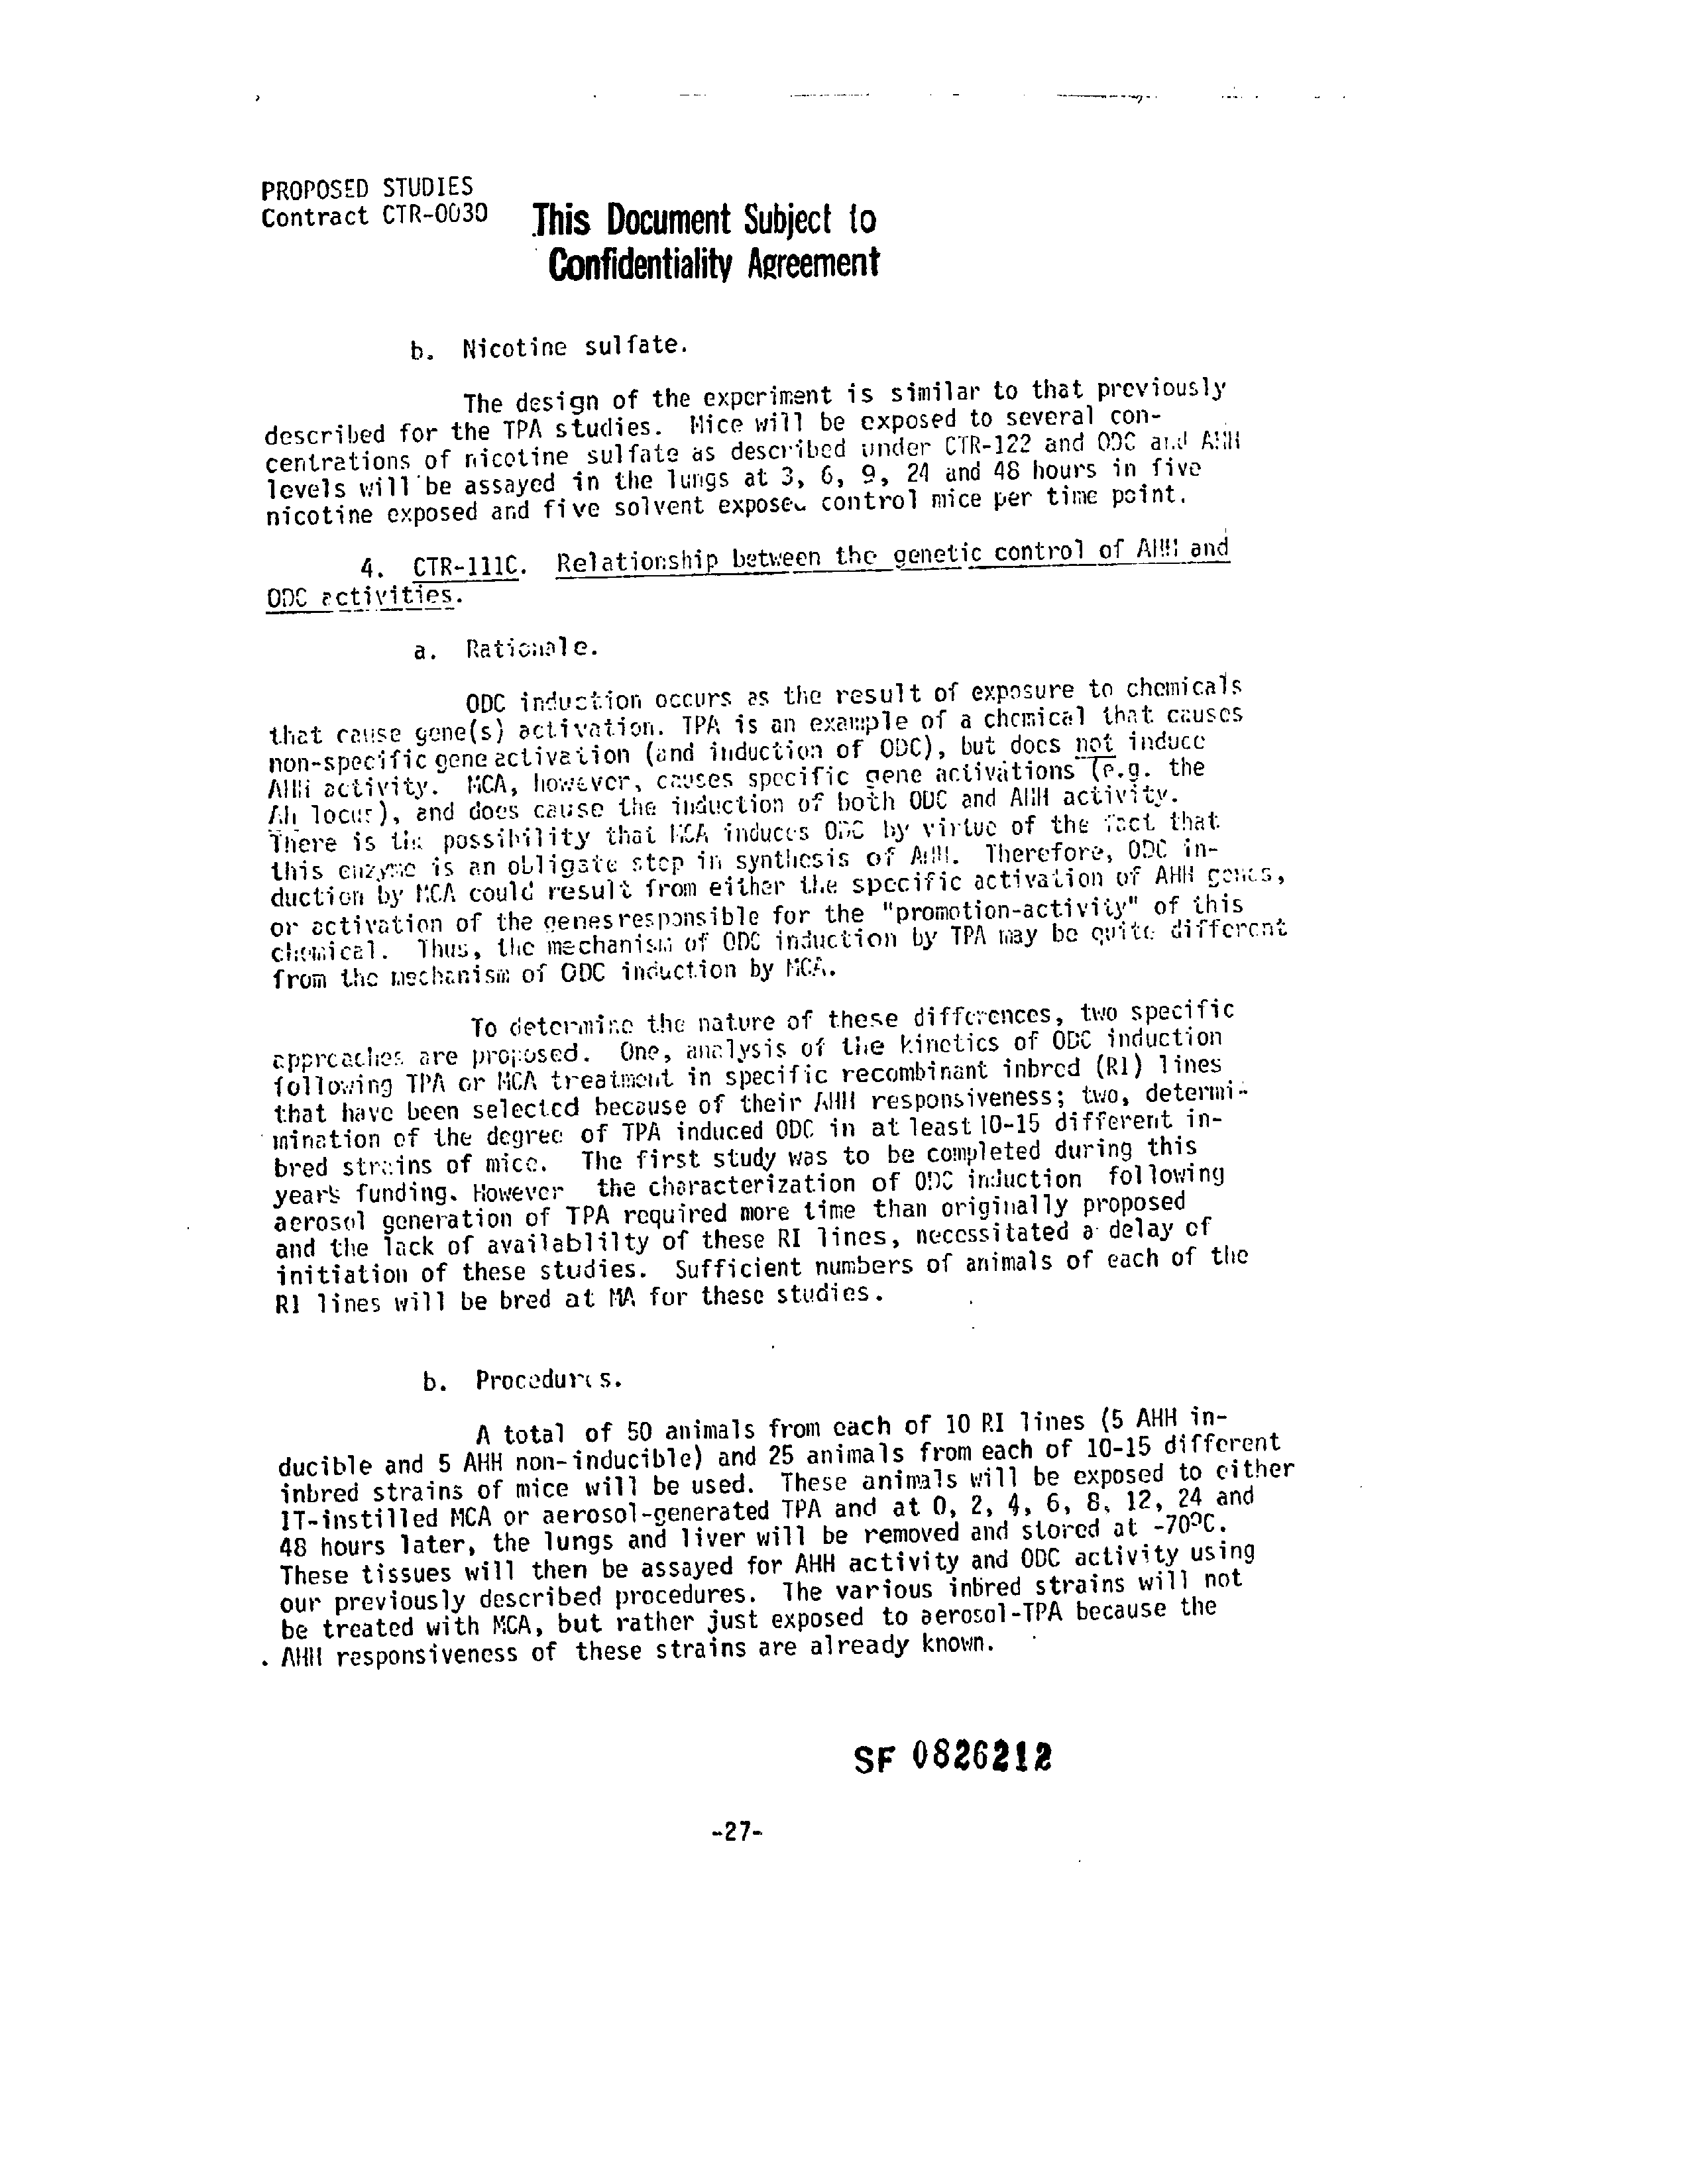 PROPOSED STUDIES
Contract CTR-0030
This Document Subject to
Confidentiality Agreement
b. Nicotine sulfate.
The design of the experiment is similar to that previously
described for the TPA studies. Mice will be exposed to several con-
centrations of nicotine sulfate as described under CTR-122 and ODC and AHH
levels will be assayed in the lungs at 3, 6, 9, 24 and 48 hours in five
nicotine exposed and five solvent exposed control mice per time point.
4. CTR-111C. Relationship between the genetic control of AHH and
ODC activities.
a. Rationale.
ODC induction occurs as the result of exposure to chemicals
that cause gene(s) activation. TPA is an example of a chemical that causes
non-specific gene activation (and induction of ODC), but does not induce
AHH activity. MCA, however, causes specific gene activations (e.g. the
Ah locus), and does cause the induction of both ODC and AHH activity.
There is the possibility that MCA induces ODC by virtue of the fact that
this enzyme is an obligate step in synthesis of AHH. Therefore, ODC in-
duction by MCA could result from either the specific activation of AHH genes,
or activation of the genes responsible for the "promotion-activity" of this
chemical. Thus, the mechanism of ODC induction by TPA may be quite different
from the mechanism of ODC induction by MCA.
To determine the nature of these differences, two specific
approaches are proposed. One, analysis of the kinetics of ODC induction
following TPA or MCA treatment in specific recombinant inbred (RI) lines
that have been selected because of their AHH responsiveness; two, determi-
mination of the degree of TPA induced ODC in at least 10-15 different in-
bred strains of mice. The first study was to be completed during this
year's funding. However the characterization of ODC induction following
aerosol generation of TPA required more time than originally proposed
and the lack of availablilty of these RI lines, necessitated a delay of
initiation of these studies. Sufficient numbers of animals of each of the
RI lines will be bred at MA for these studies.
b. Procedures.
A total of 50 animals from each of 10 RI lines (5 AHH in-
ducible and 5 AHH non-inducible) and 25 animals from each of 10-15 different
inbred strains of mice will be used. These animals will be exposed to either
IT-instilled MCA or aerosol-generated TPA and at 0, 2, 4, 6, 8, 12, 24 and
48 hours later, the lungs and liver will be removed and stored at -70ºC.
These tissues will then be assayed for AHH activity and ODC activity using
our previously described procedures. The various inbred strains will not
be treated with MCA, but rather just exposed to aerosol-TPA because the
AHH responsiveness of these strains are already known.
SF 0826212
-27-